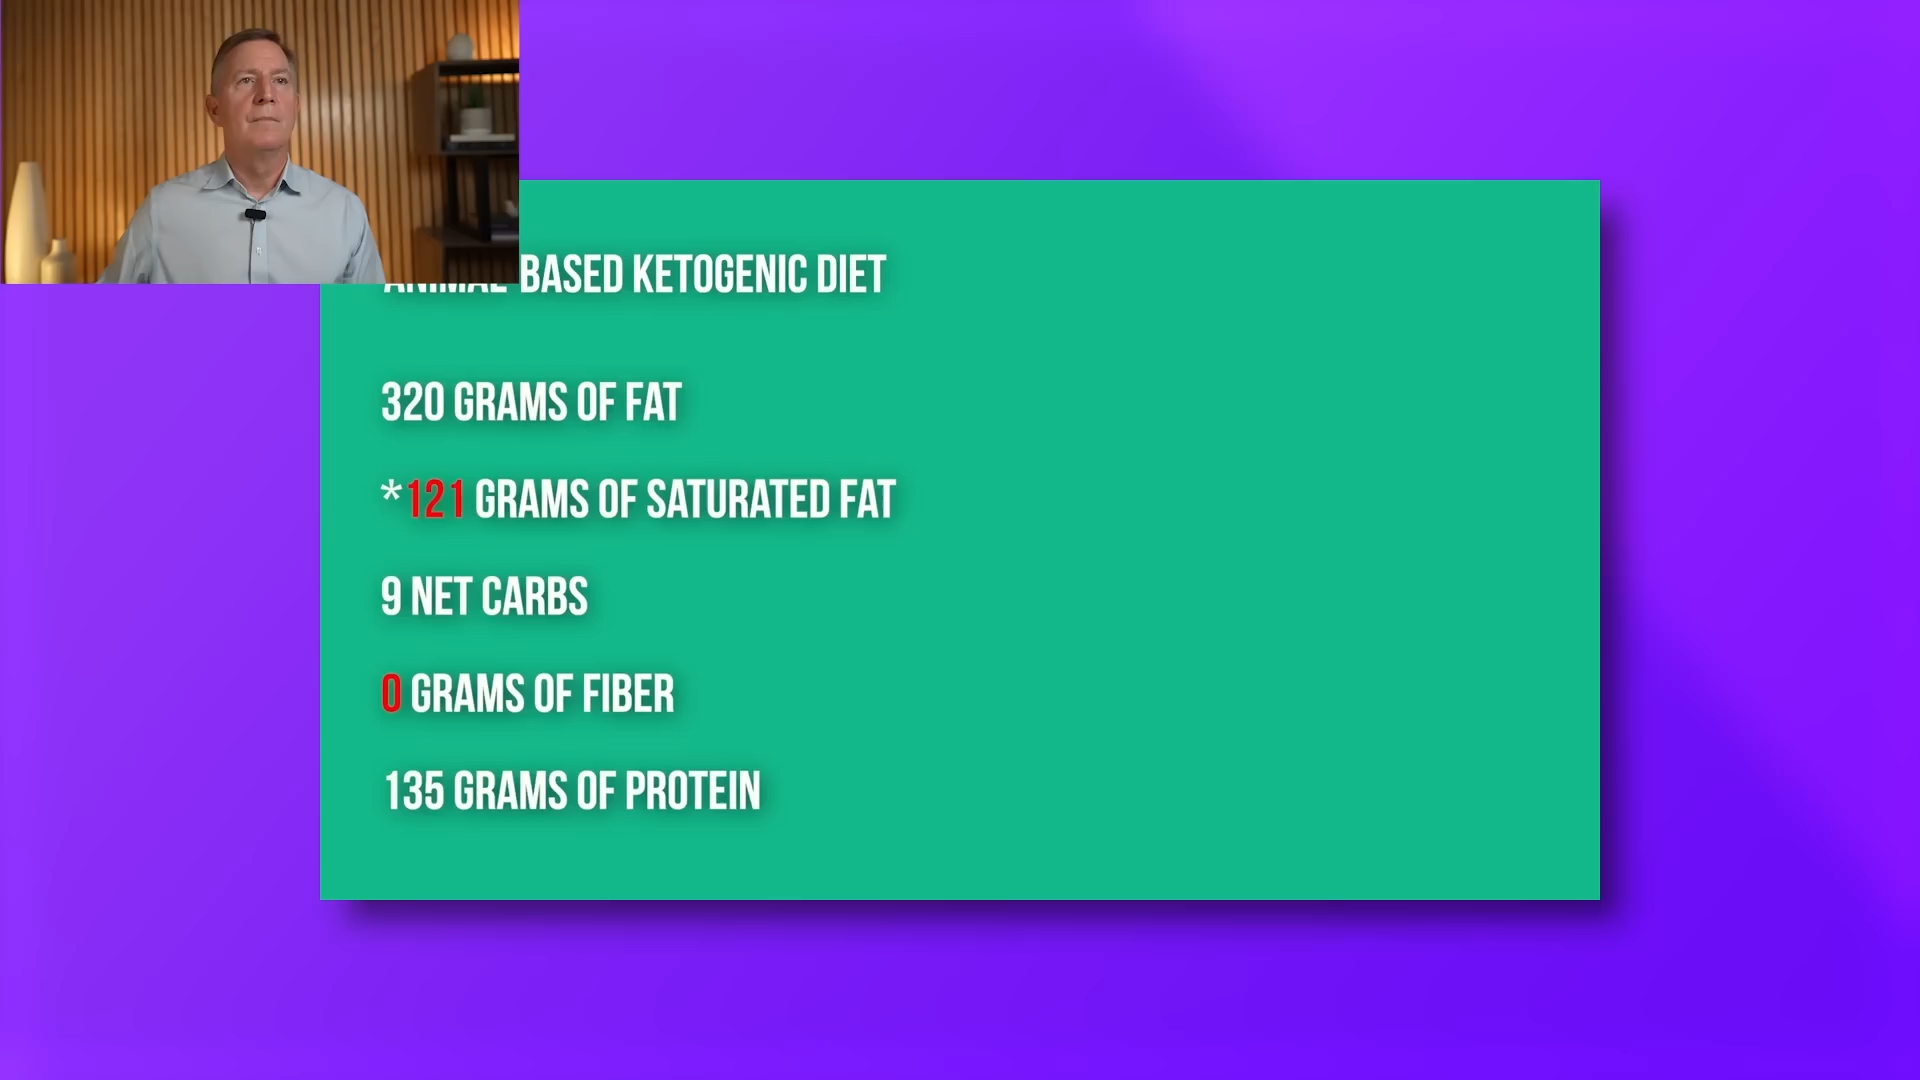 ANIMAL-BASED KETOGENIC DIET
320 GRAMS OF FAT
*121 GRAMS OF SATURATED FAT
9 NET CARBS
0 GRAMS OF FIBER
135 GRAMS OF PROTEIN